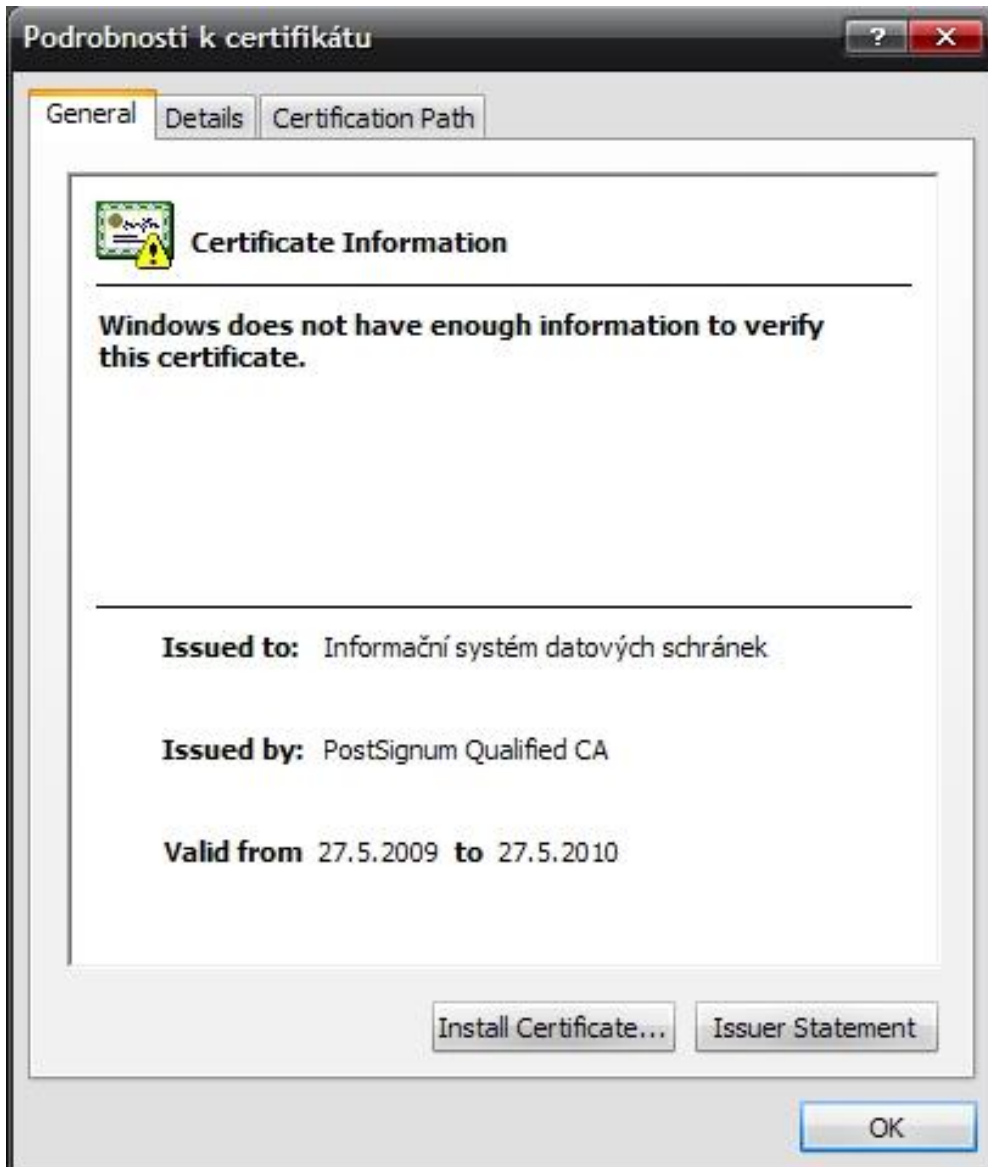 Podrobnosti k certifikátu
General Details Certification Path
Certificate Information
Windows does not have enough information to verify
this certificate.
Issued to: Informační systém datových schránek
Issued by: PostSignum Qualified CA
Valid from 27.5.2009 to 27.5.2010
Install Certificate... Issuer Statement
OK